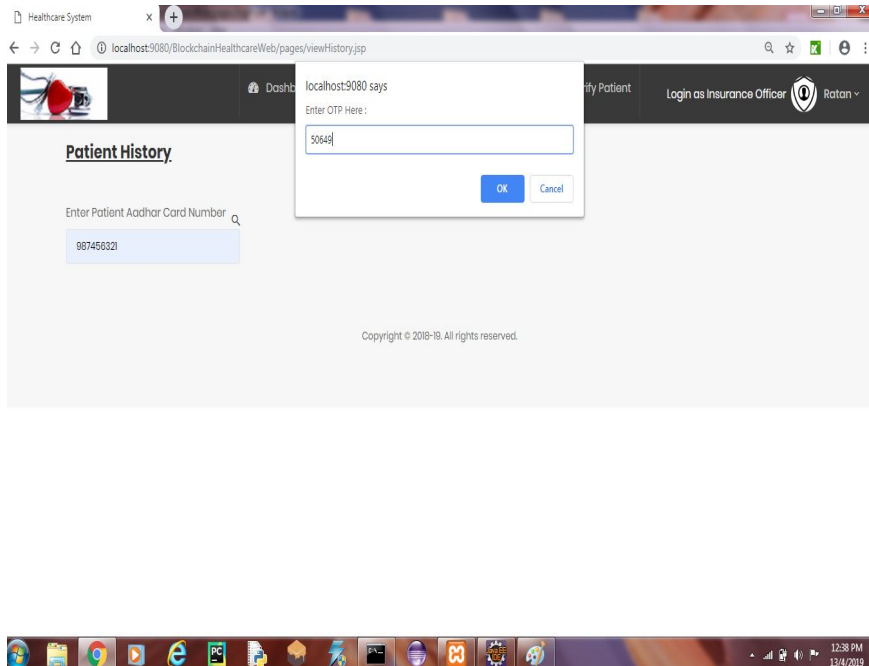 Healthcare System
localhost:9080/BlockchainHealthcareWeb/pages/viewHistory.jsp
localhost:9080 says
Enter OTP Here :
50649
OK Cancel
Dashb
rify Patient
Login as Insurance Officer
Ratan
Patient History
Enter Patient Aadhar Card Number
987456321
Copyright © 2018-19. All rights reserved.
PC
12:38 PM
13/4/2019